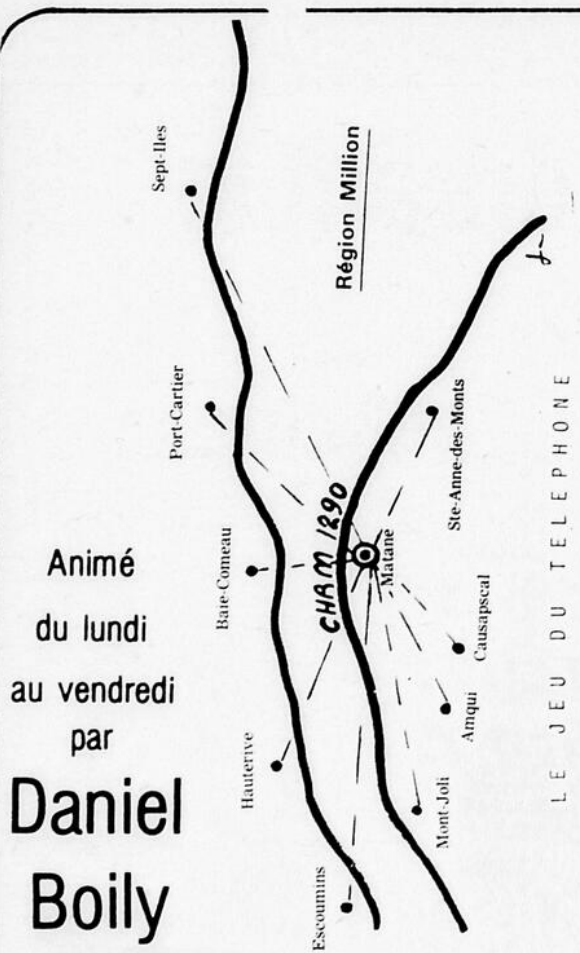 Animé
du lundi
au vendredi
par
Daniel
Boily
Sept-Iles
Port-Cartier
Baie-Comeau
Hauterive
Escoumins
Région Million
CHAM 1290
Matane
Ste-Anne-des-Monts
Causapscal
Amqui
Mont-Joli
LE JEU DU TELEPHONE